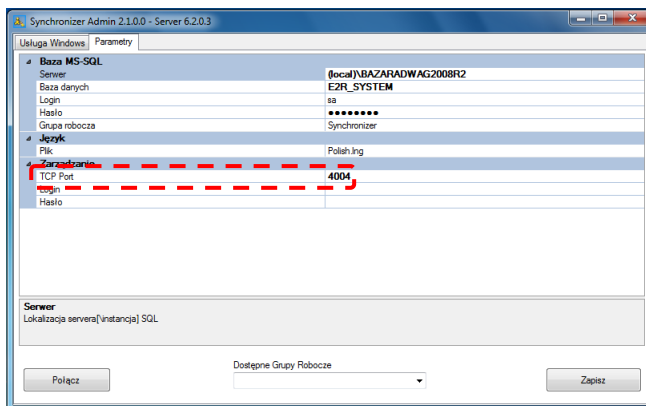 Synchronizer Admin 2.1.0.0 - Server 6.2.0.3
Usługa Windows Parametry
Baza MS-SQL
Serwer (local)\BAZARADWAG2008R2
Baza danych E2R_SYSTEM
Login sa
Hasło ●●●●●●●●
Grupa robocza Synchronizer
Język
Plik Polish.lng
Zarządzanie
TCP Port 4004
Login
Hasło
Serwer
Lokalizacja servera[\instancja] SQL
Dostępne Grupy Robocze
Połącz Zapisz